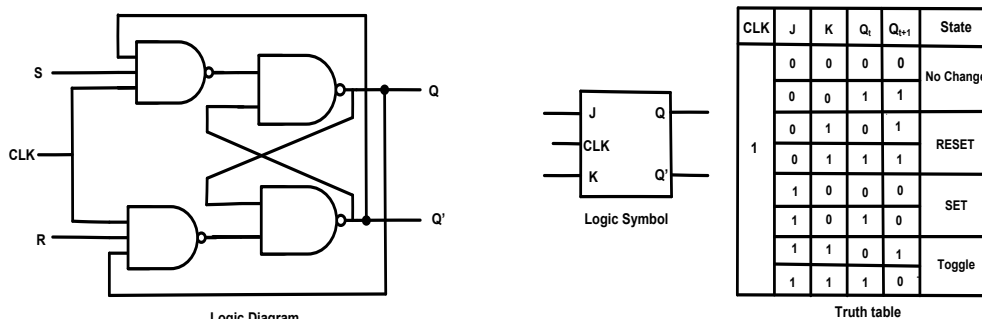 S
CLK
R
Q
Q'
Logic Diagram
J Q
CLK
K Q'
Logic Symbol
CLK J K Qt Qt+1 State
1
0 0 0 0 No Change
0 0 1 1
0 1 0 1 RESET
0 1 1 1
1 0 0 0 SET
1 0 1 0
1 1 0 1 Toggle
1 1 1 0
Truth table